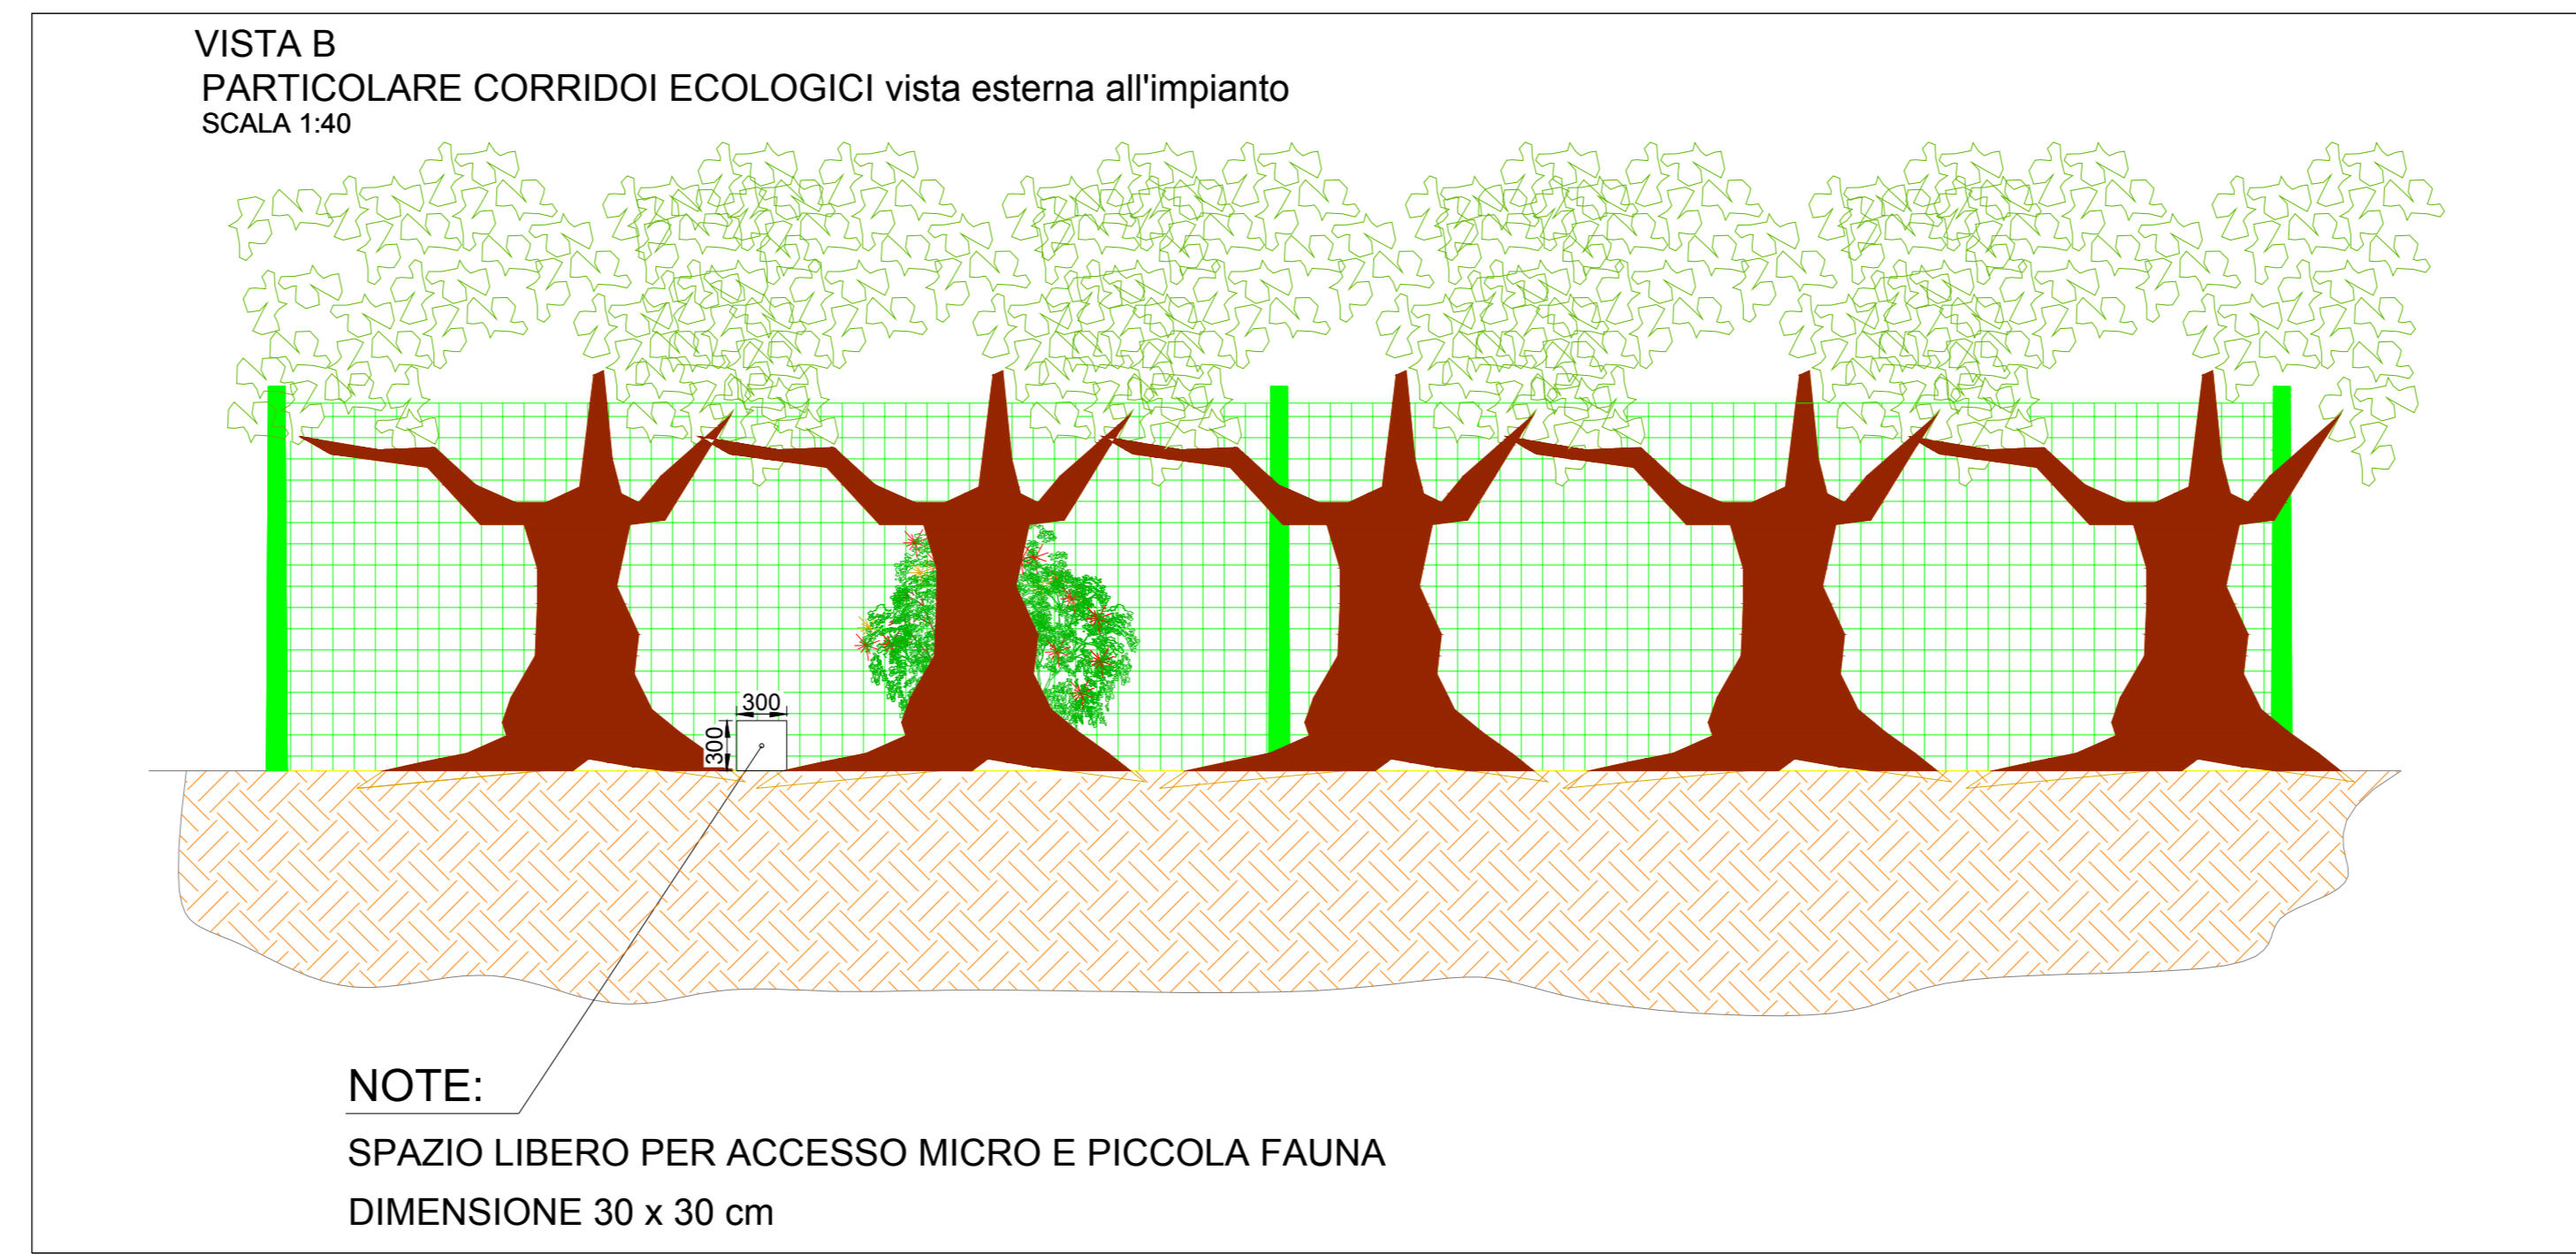 VISTA B
PARTICOLARE CORRIDOI ECOLOGICI vista esterna all'impianto
SCALA 1:40
300
300
NOTE:
SPAZIO LIBERO PER ACCESSO MICRO E PICCOLA FAUNA
DIMENSIONE 30 x 30 cm